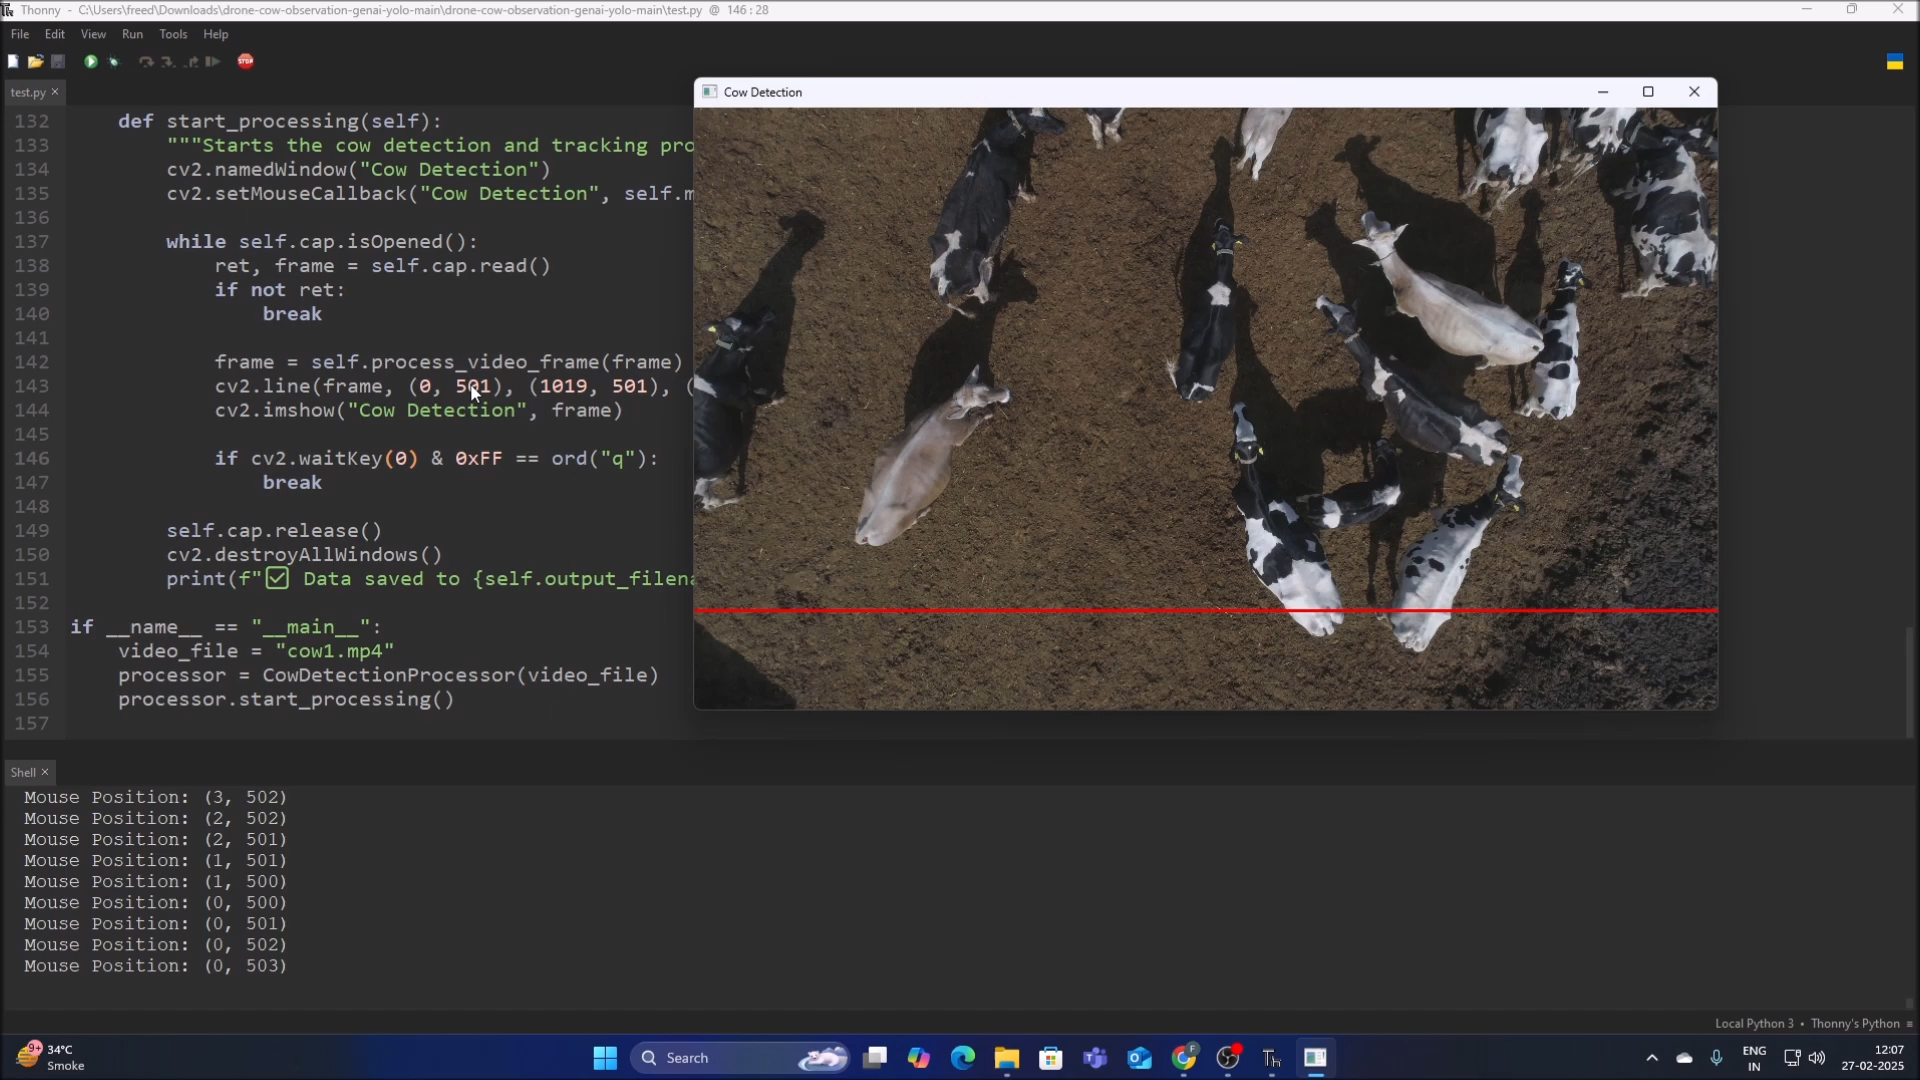 Thonny - C:\Users\freed\Downloads\drone-cow-observation-genai-yolo-main\drone-cow-observation-genai-yolo-main\test.py @ 146 : 28
File Edit View Run Tools Help
STOP
test.py ×
Cow Detection
132 def start_processing(self):
133 """Starts the cow detection and tracking pro
134 cv2.namedWindow("Cow Detection")
135 cv2.setMouseCallback("Cow Detection", self.m
136
137 while self.cap.isOpened():
138 ret, frame = self.cap.read()
139 if not ret:
140 break
141
142 frame = self.process_video_frame(frame)
143 cv2.line(frame, (0, 501), (1019, 501), (
144 cv2.imshow("Cow Detection", frame)
145
146 if cv2.waitKey(0) & 0xFF == ord("q"):
147 break
148
149 self.cap.release()
150 cv2.destroyAllWindows()
151 print(f"✅ Data saved to {self.output_filena
152
153 if __name__ == "__main__":
154 video_file = "cow1.mp4"
155 processor = CowDetectionProcessor(video_file)
156 processor.start_processing()
157
Shell ×
Mouse Position: (3, 502)
Mouse Position: (2, 502)
Mouse Position: (2, 501)
Mouse Position: (1, 501)
Mouse Position: (1, 500)
Mouse Position: (0, 500)
Mouse Position: (0, 501)
Mouse Position: (0, 502)
Mouse Position: (0, 503)
Local Python 3 • Thonny's Python ≡
9+
34°C
Smoke
Search
ENG
IN
12:07
27-02-2025